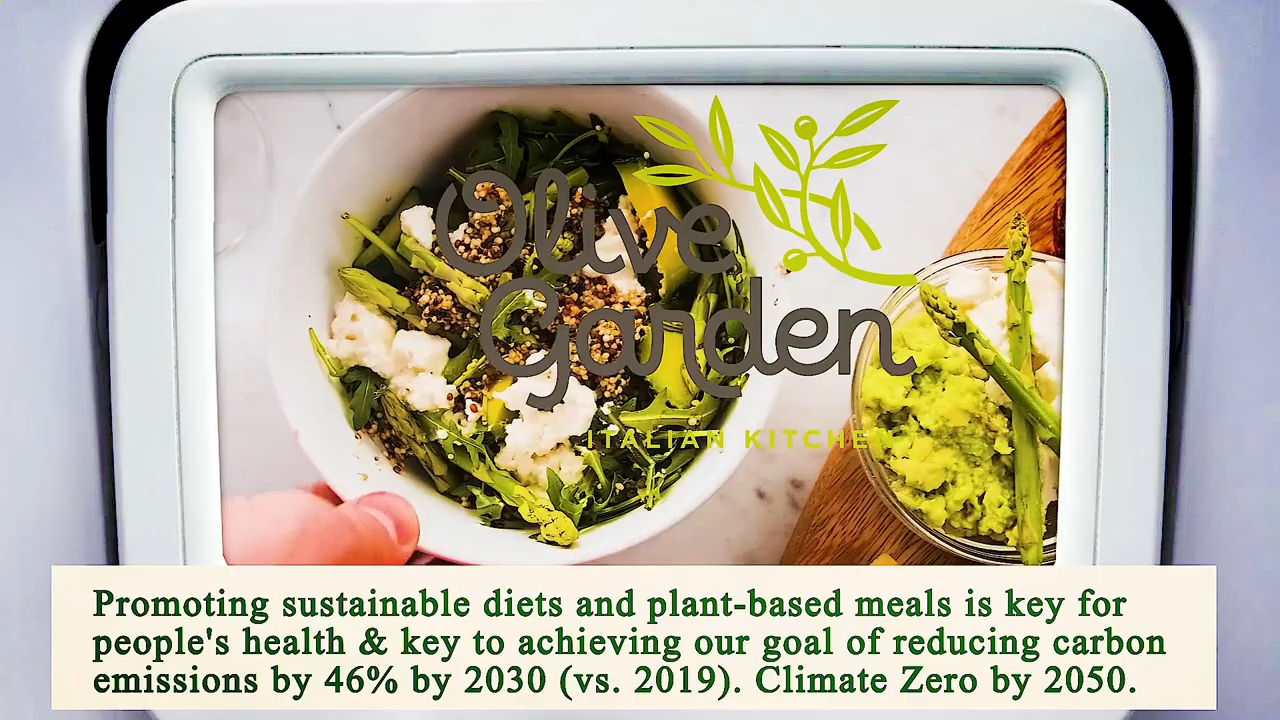 Olive
Garden
ITALIAN KITCHEN
Promoting sustainable diets and plant-based meals is key for
people's health & key to achieving our goal of reducing carbon
emissions by 46% by 2030 (vs. 2019). Climate Zero by 2050.